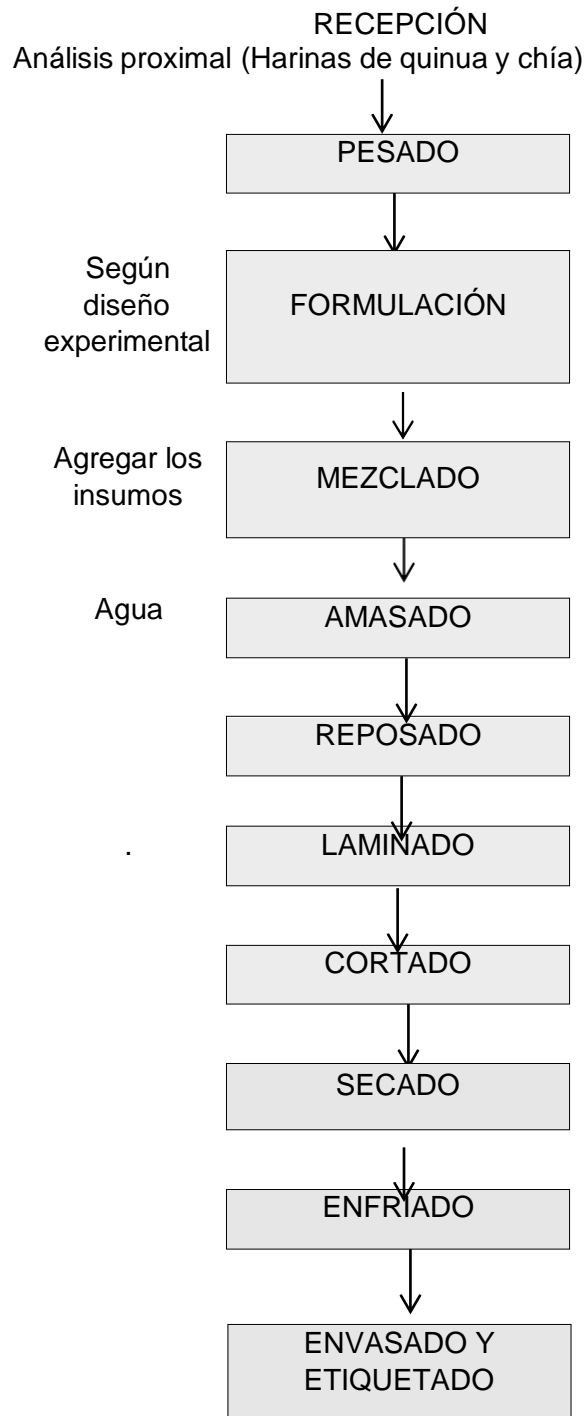 RECEPCIÓN
Análisis proximal (Harinas de quinua y chía)
PESADO
Según
diseño
experimental
FORMULACIÓN
Agregar los
insumos
MEZCLADO
Agua
AMASADO
REPOSADO
.
LAMINADO
CORTADO
SECADO
ENFRIADO
ENVASADO Y
ETIQUETADO